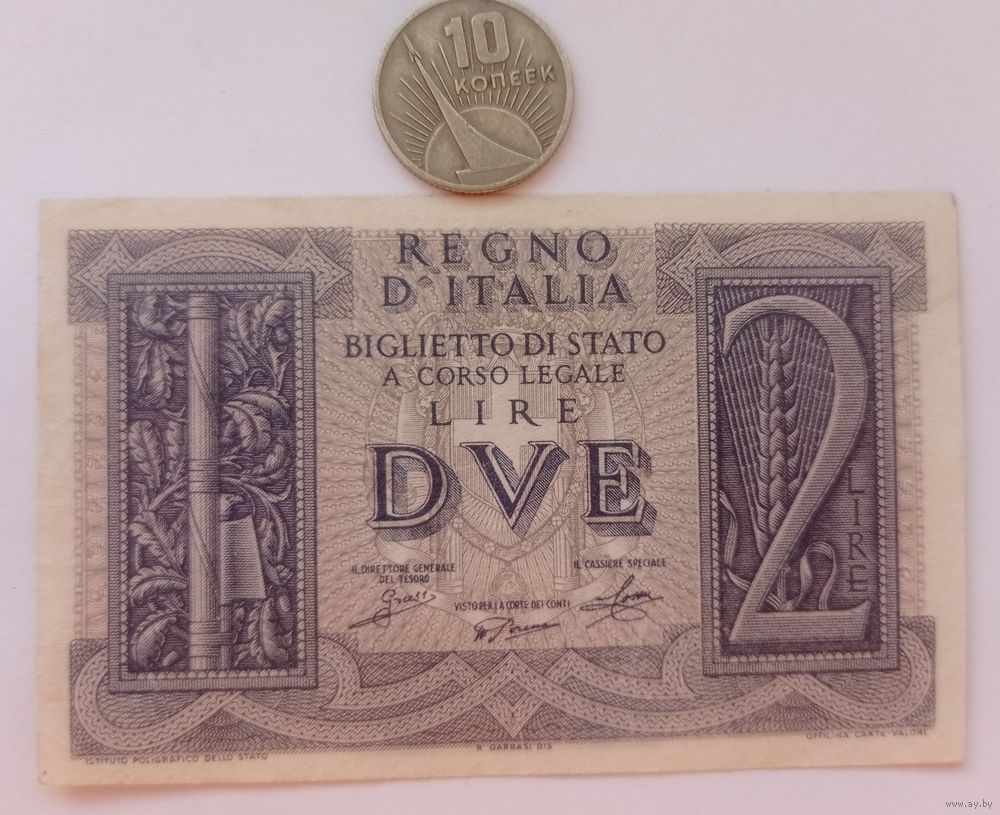 10
КОПЕЕК
REGNO
D'ITALIA
BIGLIETTO DI STATO
A CORSO LEGALE
LIRE
DVE
2
LIRE
IL DIRETTORE GENERALE
DEL TESORO
IL CASSIERE SPECIALE
VISTO PER LA CORTE DEI CONTI
R GARRASI DIS
ISTITUTO POLIGRAFICO DELLO STATO
OFFICINA CARTE-VALORI
www.ay.by